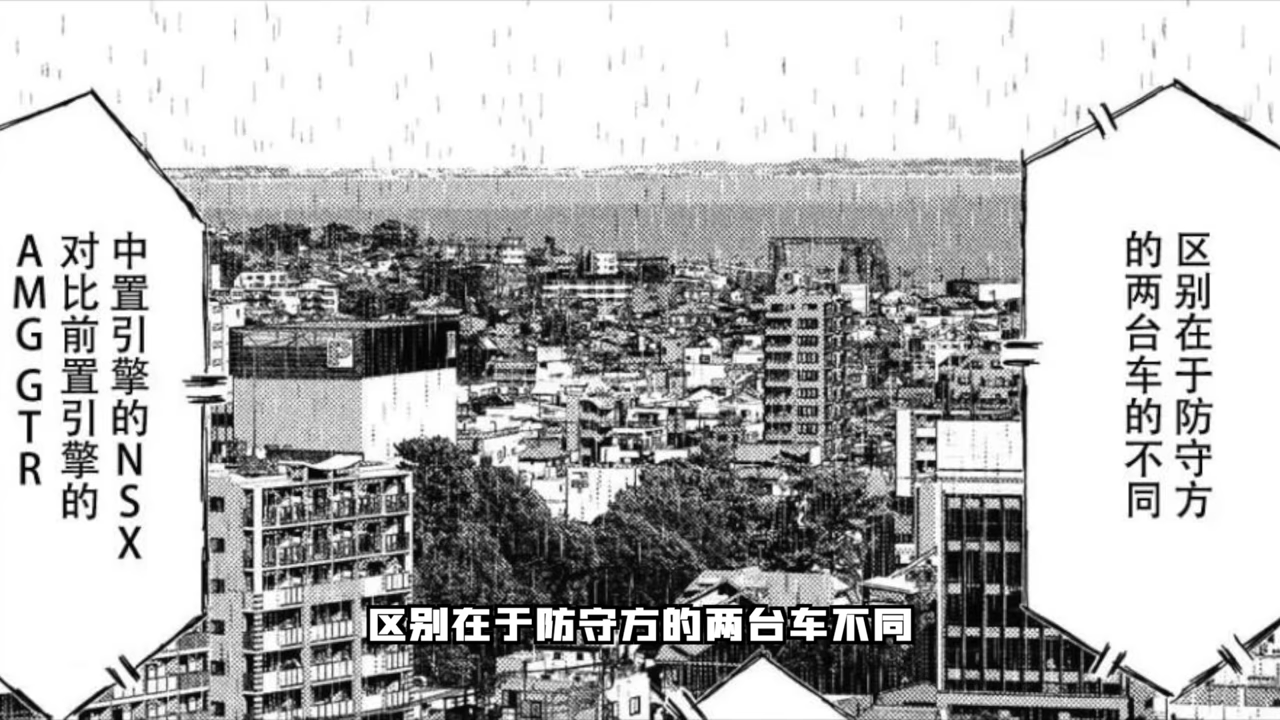 区别在于防守方
的两台车的不同
中置引擎的NSX
对比前置引擎的
AMG GTR
区别在于防守方的两台车不同